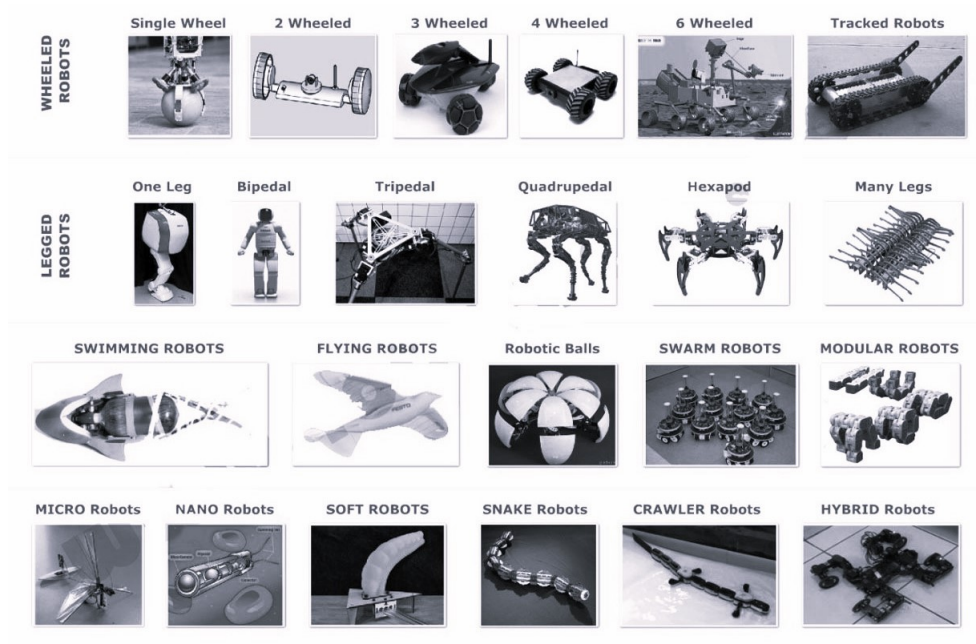 WHEELED
ROBOTS
Single Wheel
2 Wheeled
3 Wheeled
4 Wheeled
6 Wheeled
Tracked Robots
LEGGED
ROBOTS
One Leg
Bipedal
Tripedal
Quadrupedal
Hexapod
Many Legs
SWIMMING ROBOTS
FLYING ROBOTS
Robotic Balls
SWARM ROBOTS
MODULAR ROBOTS
FESTO
MICRO Robots
NANO Robots
SOFT ROBOTS
SNAKE Robots
CRAWLER Robots
HYBRID Robots